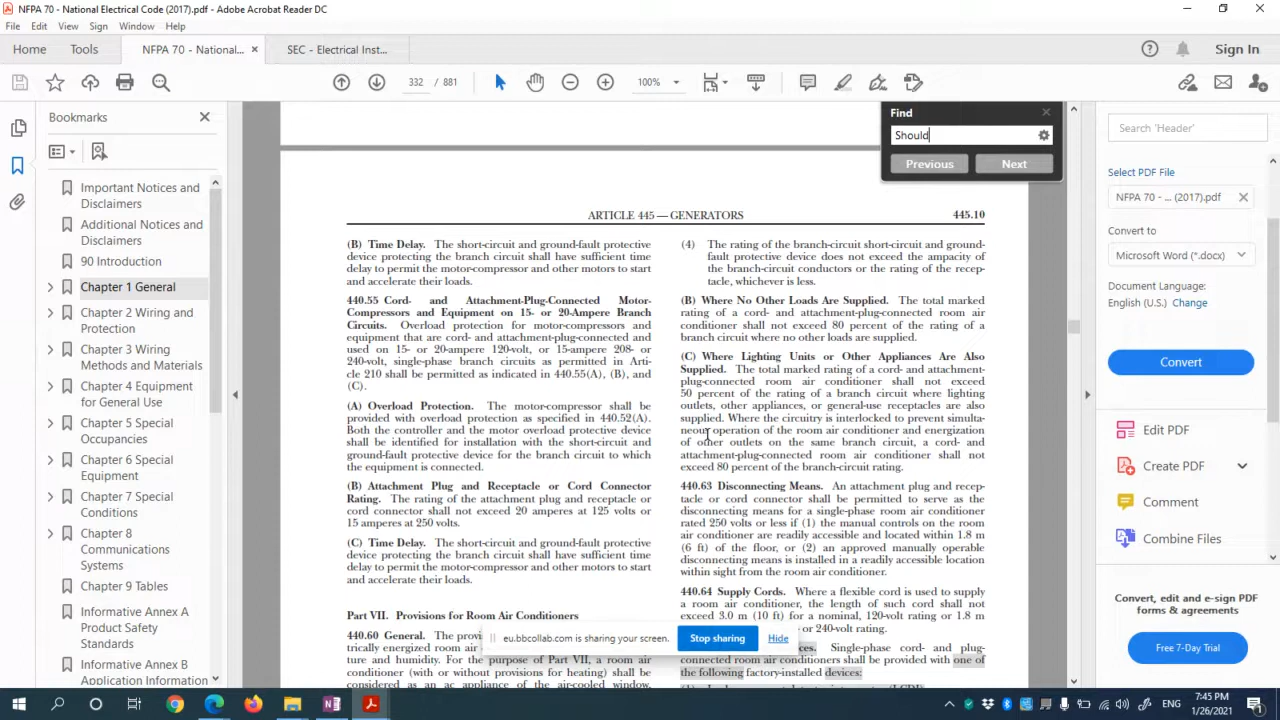 NFPA 70 - National Electrical Code (2017).pdf - Adobe Acrobat Reader DC
File Edit View Sign Window Help
Home Tools NFPA 70 - National... SEC - Electrical Inst... Sign In
332 / 881 100%
Bookmarks
Important Notices and
Disclaimers
Additional Notices and
Disclaimers
90 Introduction
Chapter 1 General
Chapter 2 Wiring and
Protection
Chapter 3 Wiring
Methods and Materials
Chapter 4 Equipment
for General Use
Chapter 5 Special
Occupancies
Chapter 6 Special
Equipment
Chapter 7 Special
Conditions
Chapter 8
Communications
Systems
Chapter 9 Tables
Informative Annex A
Product Safety
Standards
Informative Annex B
Application Information
Find
Should
Previous Next
ARTICLE 445 — GENERATORS 445.10
(B) Time Delay. The short-circuit and ground-fault protective
device protecting the branch circuit shall have sufficient time
delay to permit the motor-compressor and other motors to start
and accelerate their loads.
440.55 Cord- and Attachment-Plug-Connected Motor-
Compressors and Equipment on 15- or 20-Ampere Branch
Circuits. Overload protection for motor-compressors and
equipment that are cord- and attachment-plug-connected and
used on 15- or 20-ampere 120-volt, or 15-ampere 208- or
240-volt, single-phase branch circuits as permitted in Arti-
cle 210 shall be permitted as indicated in 440.55(A), (B), and
(C).
(A) Overload Protection. The motor-compressor shall be
provided with overload protection as specified in 440.52(A).
Both the controller and the motor overload protective device
shall be identified for installation with the short-circuit and
ground-fault protective device for the branch circuit to which
the equipment is connected.
(B) Attachment Plug and Receptacle or Cord Connector
Rating. The rating of the attachment plug and receptacle or
cord connector shall not exceed 20 amperes at 125 volts or
15 amperes at 250 volts.
(C) Time Delay. The short-circuit and ground-fault protective
device protecting the branch circuit shall have sufficient time
delay to permit the motor-compressor and other motors to start
and accelerate their loads.
Part VII. Provisions for Room Air Conditioners
440.60 General. The provi
trically energized room air
ture and humidity. For the purpose of Part VII, a room air
conditioner (with or without provisions for heating) shall be
considered as an ac appliance of the air-cooled window,
(4) The rating of the branch-circuit short-circuit and ground-
fault protective device does not exceed the ampacity of
the branch-circuit conductors or the rating of the recep-
tacle, whichever is less.
(B) Where No Other Loads Are Supplied. The total marked
rating of a cord- and attachment-plug-connected room air
conditioner shall not exceed 80 percent of the rating of a
branch circuit where no other loads are supplied.
(C) Where Lighting Units or Other Appliances Are Also
Supplied. The total marked rating of a cord- and attachment-
plug-connected room air conditioner shall not exceed
50 percent of the rating of a branch circuit where lighting
outlets, other appliances, or general-use receptacles are also
supplied. Where the circuitry is interlocked to prevent simulta-
neous operation of the room air conditioner and energization
of other outlets on the same branch circuit, a cord- and
attachment-plug-connected room air conditioner shall not
exceed 80 percent of the branch-circuit rating.
440.63 Disconnecting Means. An attachment plug and recep-
tacle or cord connector shall be permitted to serve as the
disconnecting means for a single-phase room air conditioner
rated 250 volts or less if (1) the manual controls on the room
air conditioner are readily accessible and located within 1.8 m
(6 ft) of the floor, or (2) an approved manually operable
disconnecting means is installed in a readily accessible location
within sight from the room air conditioner.
440.64 Supply Cords. Where a flexible cord is used to supply
a room air conditioner, the length of such cord shall not
exceed 3.0 m (10 ft) for a nominal, 120-volt rating or 1.8 m
or 240-volt rating.
ces. Single-phase cord- and plug-
connected room air conditioners shall be provided with one of
the following factory-installed devices:
eu.bbcollab.com is sharing your screen. Stop sharing Hide
Search 'Header'
Select PDF File
NFPA 70 - ... (2017).pdf
Convert to
Microsoft Word (*.docx)
Document Language:
English (U.S.) Change
Convert
Edit PDF
Create PDF
Comment
Combine Files
Convert, edit and e-sign PDF
forms & agreements
Free 7-Day Trial
ENG
7:45 PM
1/26/2021